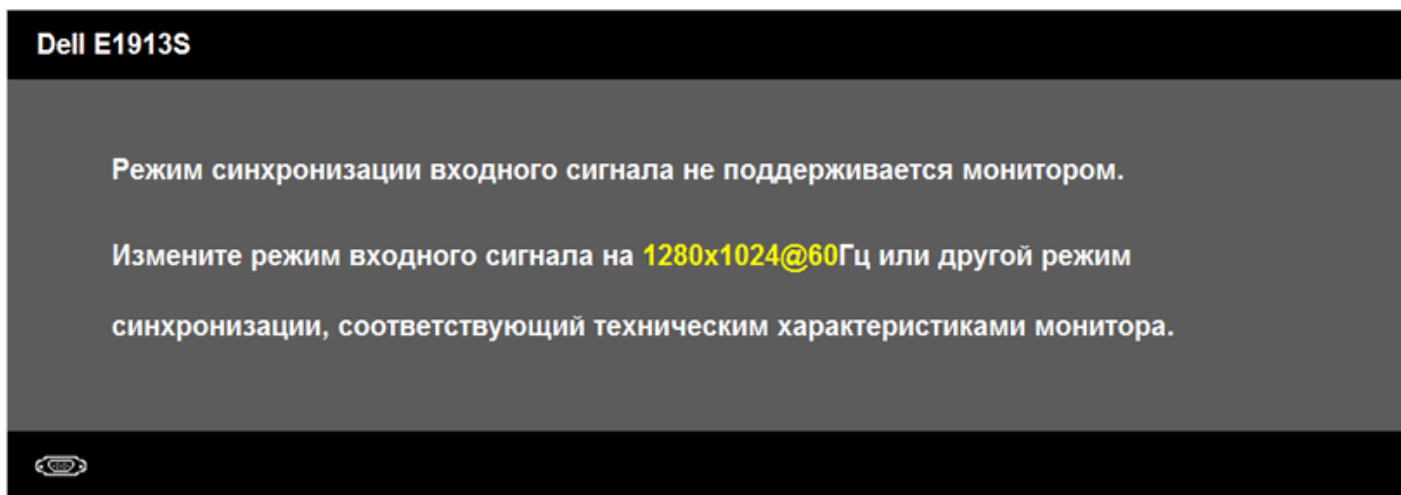 Dell E1913S
Режим синхронизации входного сигнала не поддерживается монитором.
Измените режим входного сигнала на 1280x1024@60Гц или другой режим
синхронизации, соответствующий техническим характеристиками монитора.